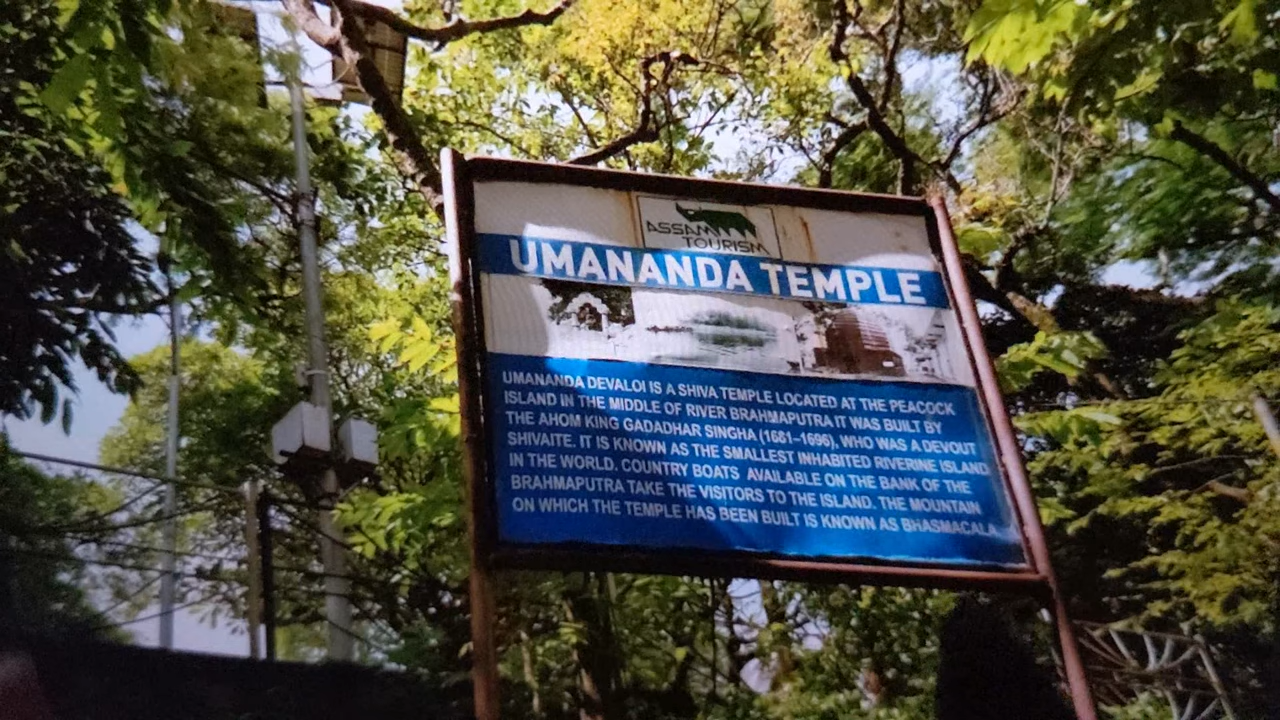 ASSAM
TOURISM
UMANANDA TEMPLE
UMANANDA DEVALOI IS A SHIVA TEMPLE LOCATED AT THE PEACOCK
ISLAND IN THE MIDDLE OF RIVER BRAHMAPUTRA IT WAS BUILT BY
THE AHOM KING GADADHAR SINGHA (1681–1696), WHO WAS A DEVOUT
SHIVAITE. IT IS KNOWN AS THE SMALLEST INHABITED RIVERINE ISLAND
IN THE WORLD. COUNTRY BOATS AVAILABLE ON THE BANK OF THE
BRAHMAPUTRA TAKE THE VISITORS TO THE ISLAND. THE MOUNTAIN
ON WHICH THE TEMPLE HAS BEEN BUILT IS KNOWN AS BHASMACALA.